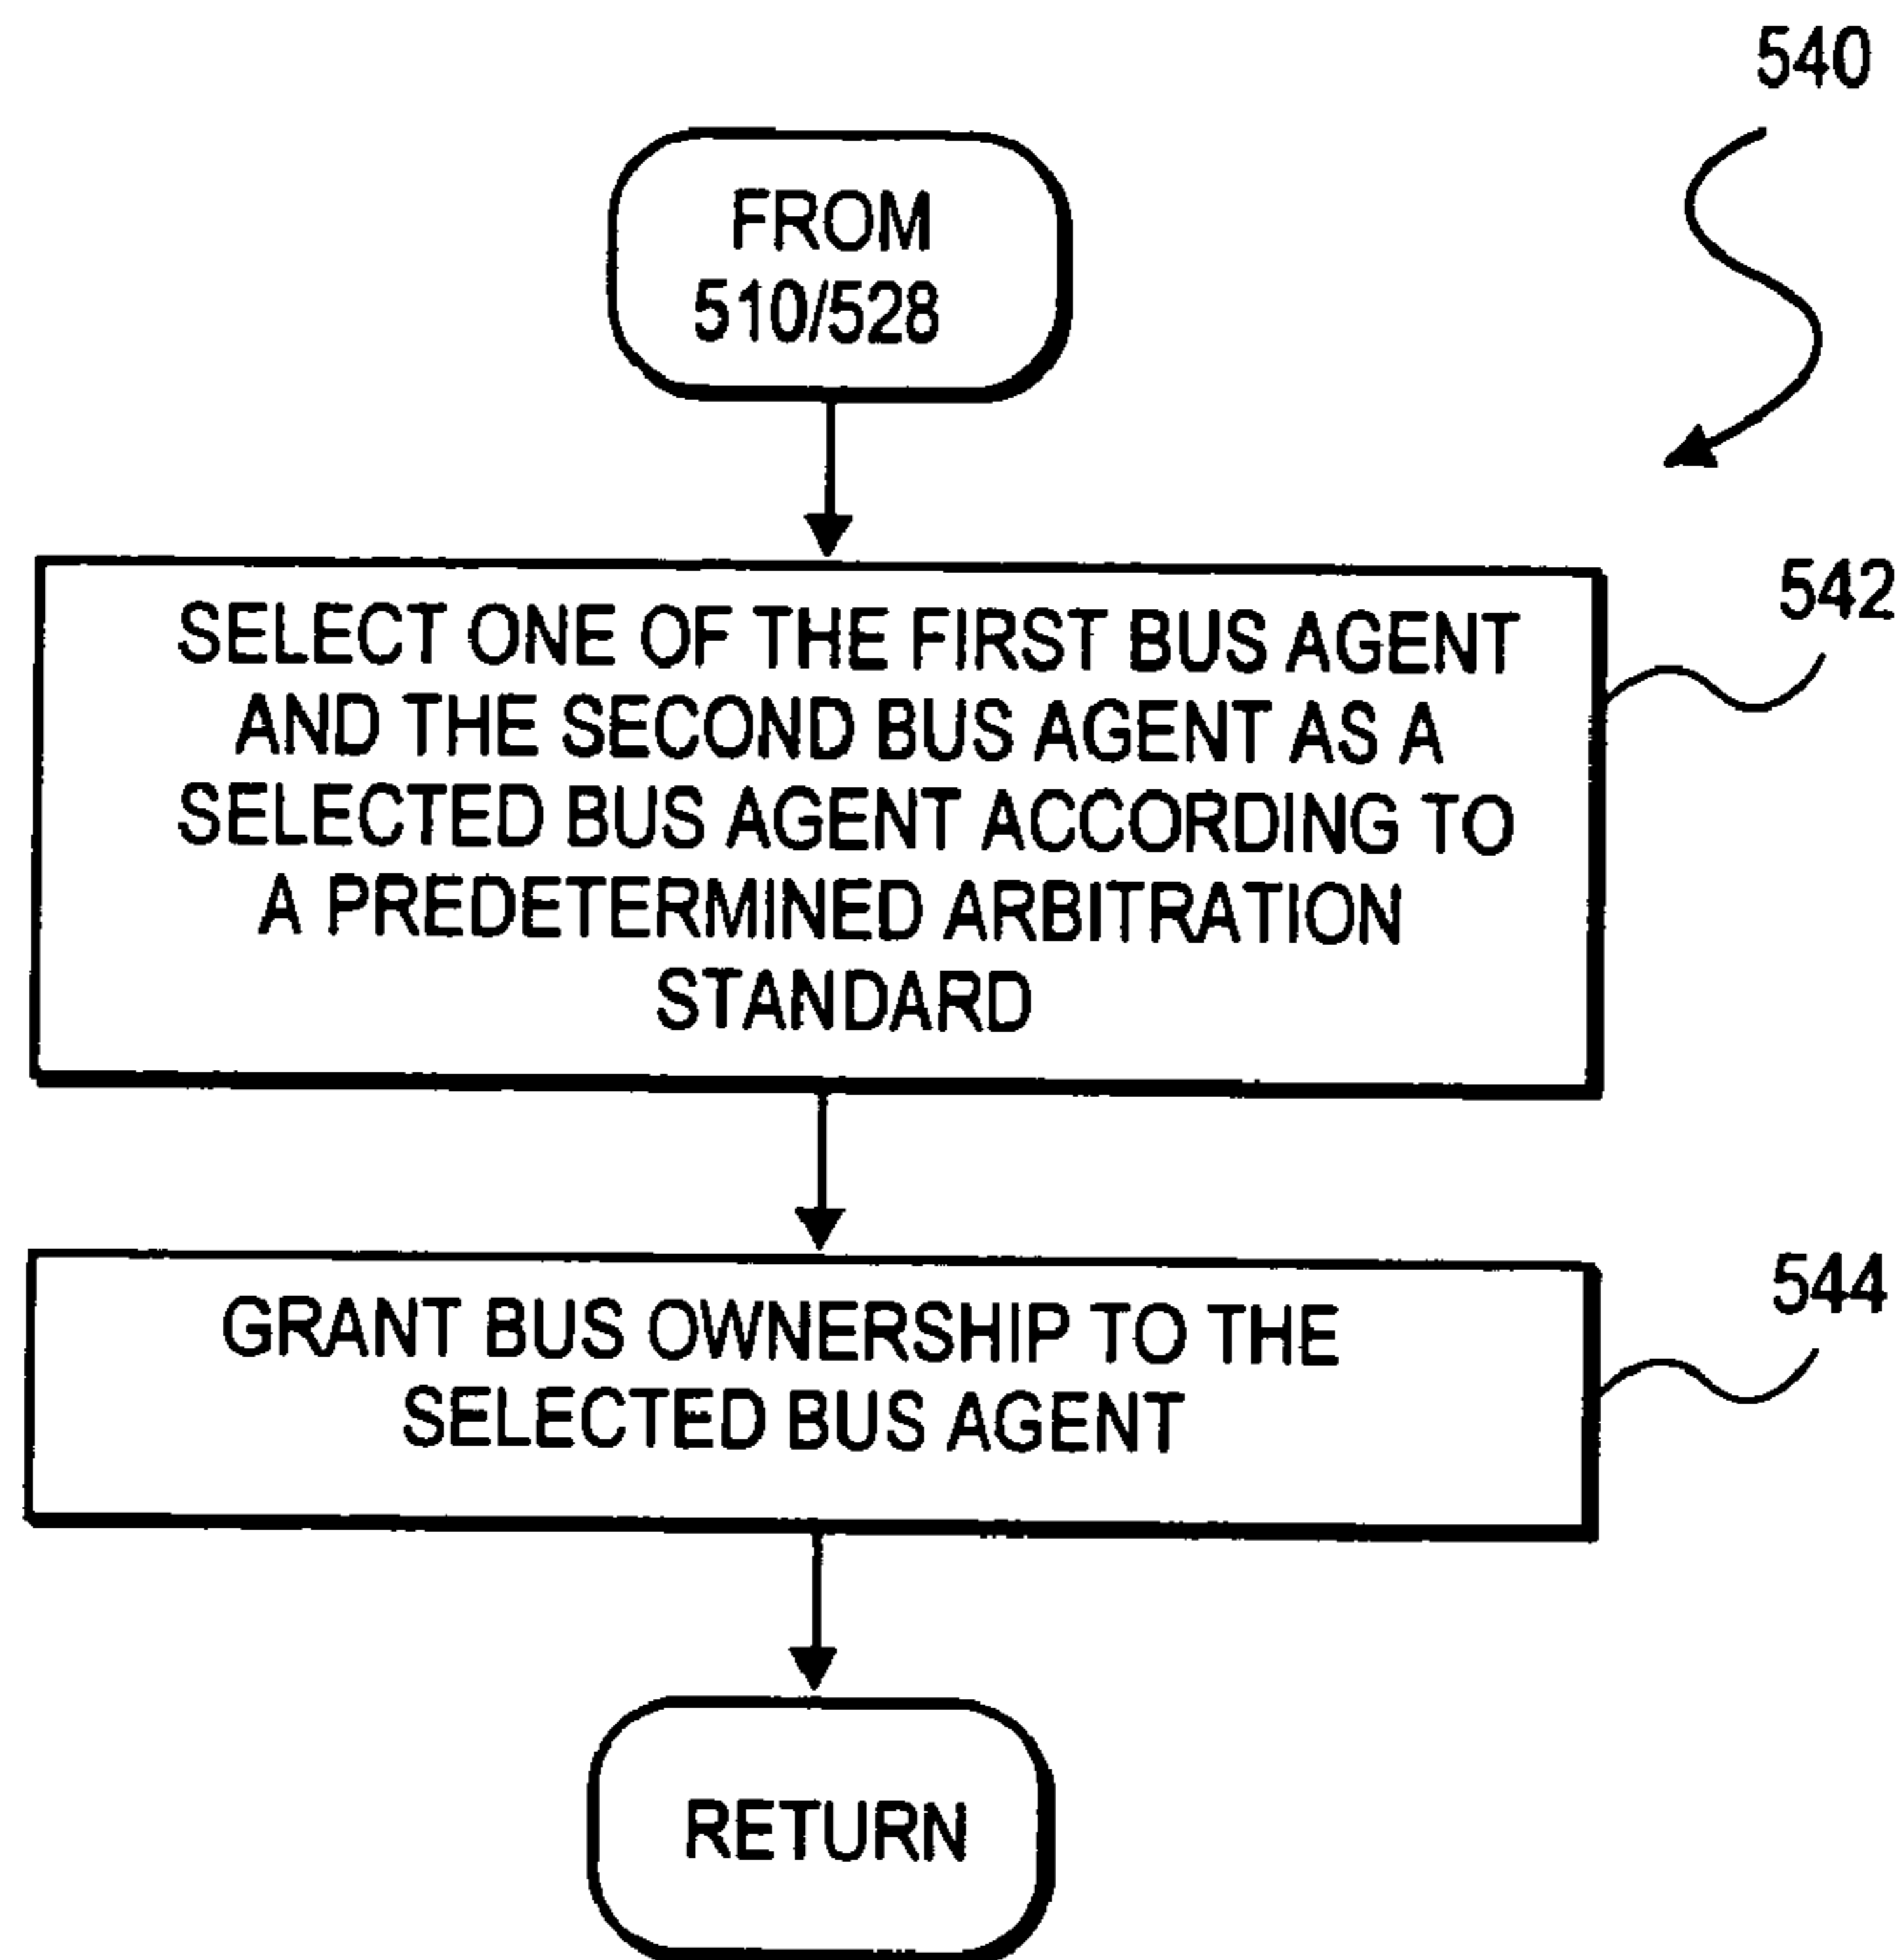 540
FROM
510/528
SELECT ONE OF THE FIRST BUS AGENT
AND THE SECOND BUS AGENT AS A
SELECTED BUS AGENT ACCORDING TO
A PREDETERMINED ARBITRATION
STANDARD
542
GRANT BUS OWNERSHIP TO THE
SELECTED BUS AGENT
544
RETURN